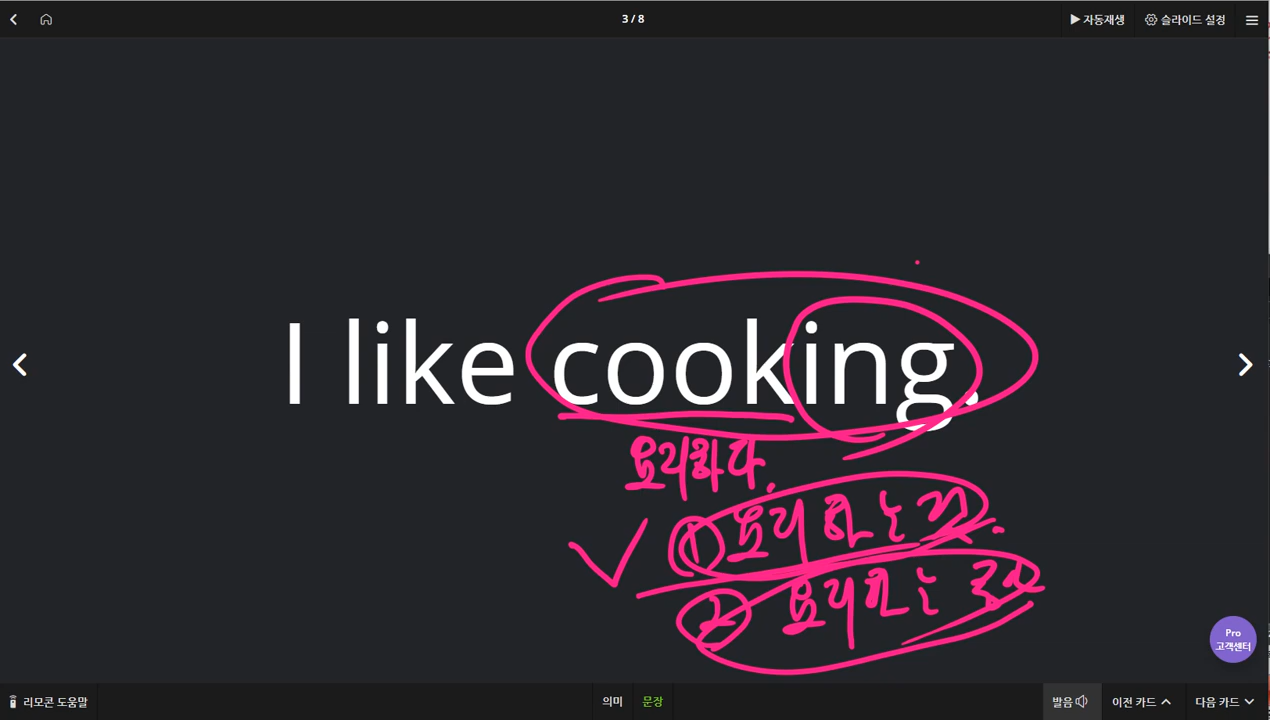 3 / 8
자동재생
슬라이드 설정
I like cooking.
요리하다.
① 요리하는 것.
② 요리하는 중
Pro
고객센터
리모콘 도움말
의미
문장
발음
이전 카드
다음 카드